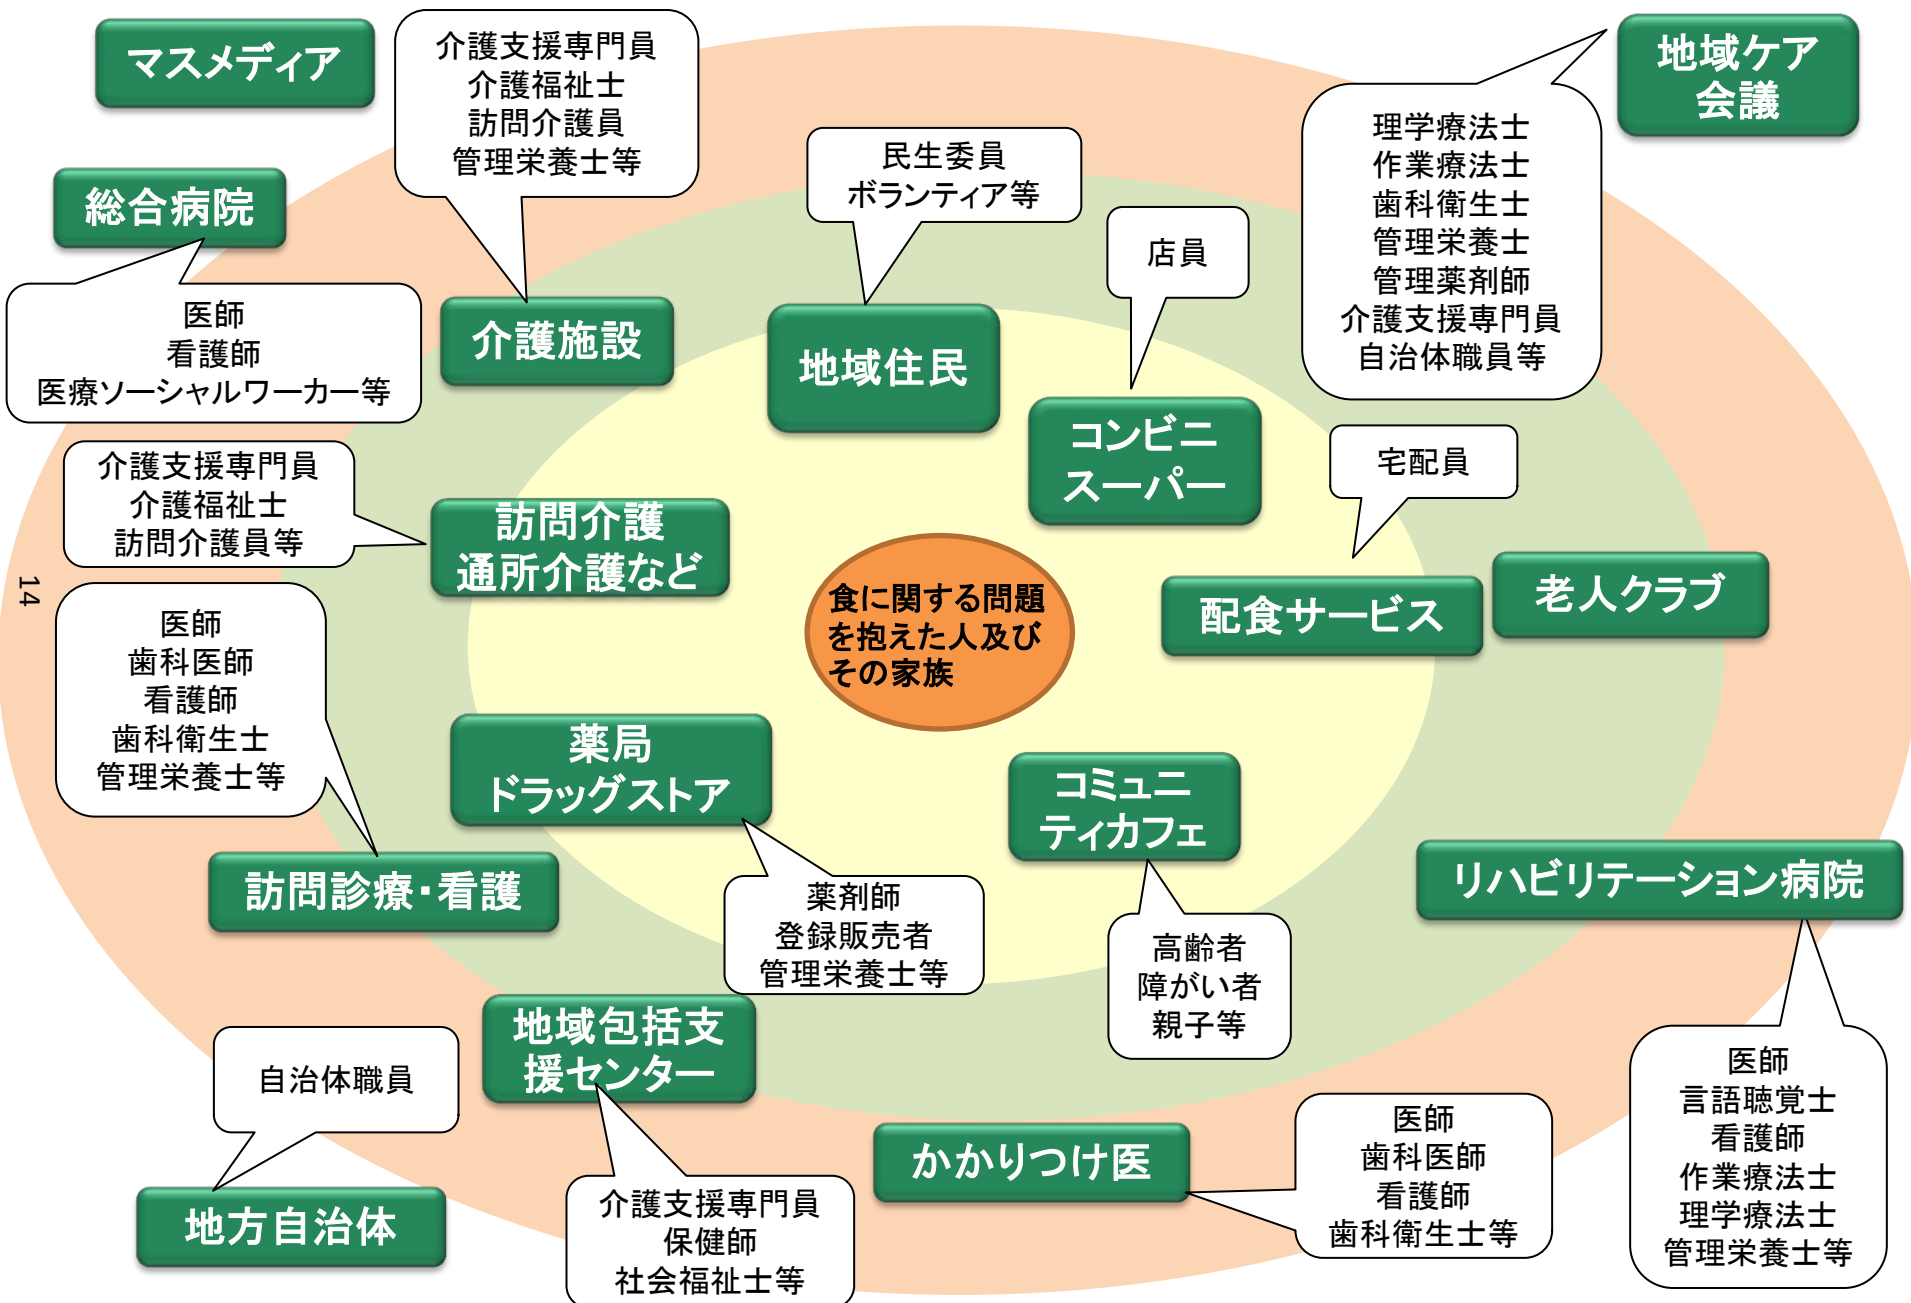 マスメディア
介護支援専門員
介護福祉士
訪問介護員
管理栄養士等
地域ケア
会議
理学療法士
作業療法士
歯科衛生士
管理栄養士
管理薬剤師
介護支援専門員
自治体職員等
民生委員
ボランティア等
総合病院
医師
看護師
医療ソーシャルワーカー等
店員
介護施設
地域住民
コンビニ
スーパー
宅配員
介護支援専門員
介護福祉士
訪問介護員等
訪問介護
通所介護など
食に関する問題
を抱えた人及び
その家族
配食サービス
老人クラブ
14
医師
歯科医師
看護師
歯科衛生士
管理栄養士等
薬局
ドラッグストア
コミュニ
ティカフェ
訪問診療・看護
薬剤師
登録販売者
管理栄養士等
高齢者
障がい者
親子等
リハビリテーション病院
地域包括支
援センター
自治体職員
地方自治体
介護支援専門員
保健師
社会福祉士等
かかりつけ医
医師
歯科医師
看護師
歯科衛生士等
医師
言語聴覚士
看護師
作業療法士
理学療法士
管理栄養士等